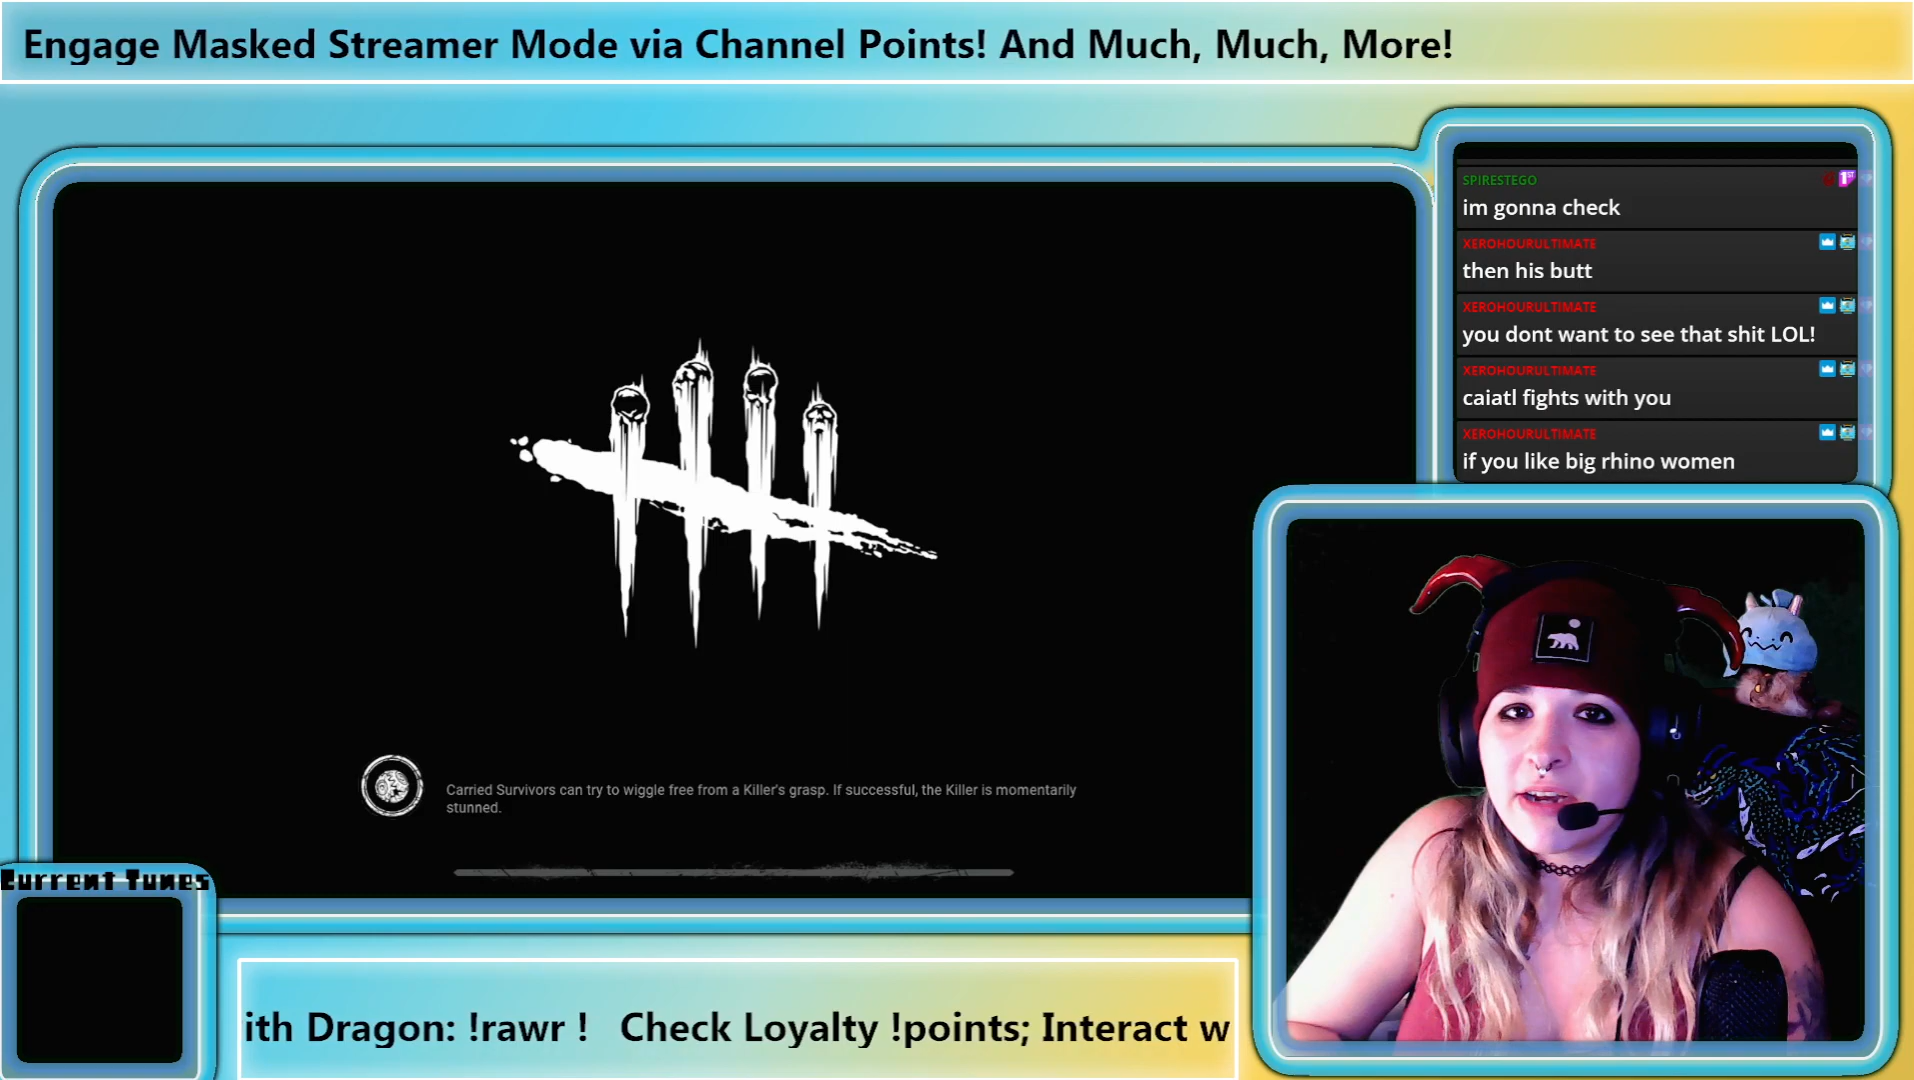 Engage Masked Streamer Mode via Channel Points! And Much, Much, More!
SPIRESTEGO
im gonna check
XEROHOURULTIMATE
then his butt
XEROHOURULTIMATE
you dont want to see that shit LOL!
XEROHOURULTIMATE
caiatl fights with you
XEROHOURULTIMATE
if you like big rhino women
Carried Survivors can try to wiggle free from a Killer's grasp. If successful, the Killer is momentarily
stunned.
Current Tunes
ith Dragon: !rawr ! Check Loyalty !points; Interact w